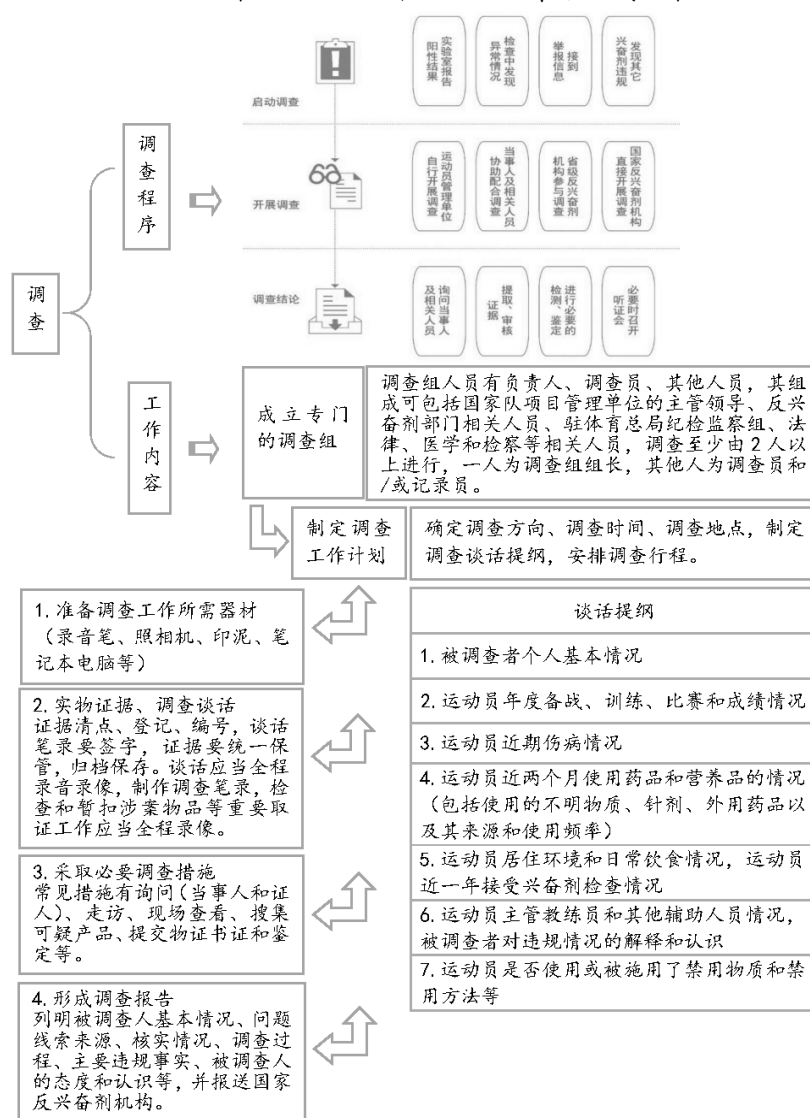 调查
调查程序
启动调查
实验室报告
阳性结果
检查中发现
异常情况
接到
举报信息
发现其它
兴奋剂违规
开展调查
运动员管理单位
自行开展调查
当事人及相关人员
协助配合调查
省级反兴奋剂
机构参与调查
国家反兴奋剂机构
直接开展调查
调查结论
询问当事人
及相关人员
提取、审核
证据
进行必要的
检测、鉴定
必要时召开
听证会
工作内容
成立专门
的调查组
调查组人员有负责人、调查员、其他人员，其组
成可包括国家队项目管理单位的主管领导、反兴
奋剂部门相关人员、驻体育总局纪检监察组、法
律、医学和检察等相关人员，调查至少由2人以
上进行，一人为调查组组长，其他人为调查员和
/或记录员。
制定调查
工作计划
确定调查方向、调查时间、调查地点，制定
调查谈话提纲，安排调查行程。
1.准备调查工作所需器材
（录音笔、照相机、印泥、笔
记本电脑等）
2.实物证据、调查谈话
证据清点、登记、编号，谈话
笔录要签字，证据要统一保
管，归档保存。谈话应当全程
录音录像，制作调查笔录，检
查和暂扣涉案物品等重要取
证工作应当全程录像。
3.采取必要调查措施
常见措施有询问(当事人和证
人)、走访、现场查看、搜集
可疑产品、提交物证书证和鉴
定等。
4.形成调查报告
列明被调查人基本情况、问题
线索来源、核实情况、调查过
程、主要违规事实、被调查人
的态度和认识等，并报送国家
反兴奋剂机构。
谈话提纲
1.被调查者个人基本情况
2.运动员年度备战、训练、比赛和成绩情况
3.运动员近期伤病情况
4.运动员近两个月使用药品和营养品的情况
（包括使用的不明物质、针剂、外用药品以
及其来源和使用频率）
5.运动员居住环境和日常饮食情况，运动员
近一年接受兴奋剂检查情况
6.运动员主管教练员和其他辅助人员情况，
被调查者对违规情况的解释和认识
7.运动员是否使用或被施用了禁用物质和禁
用方法等